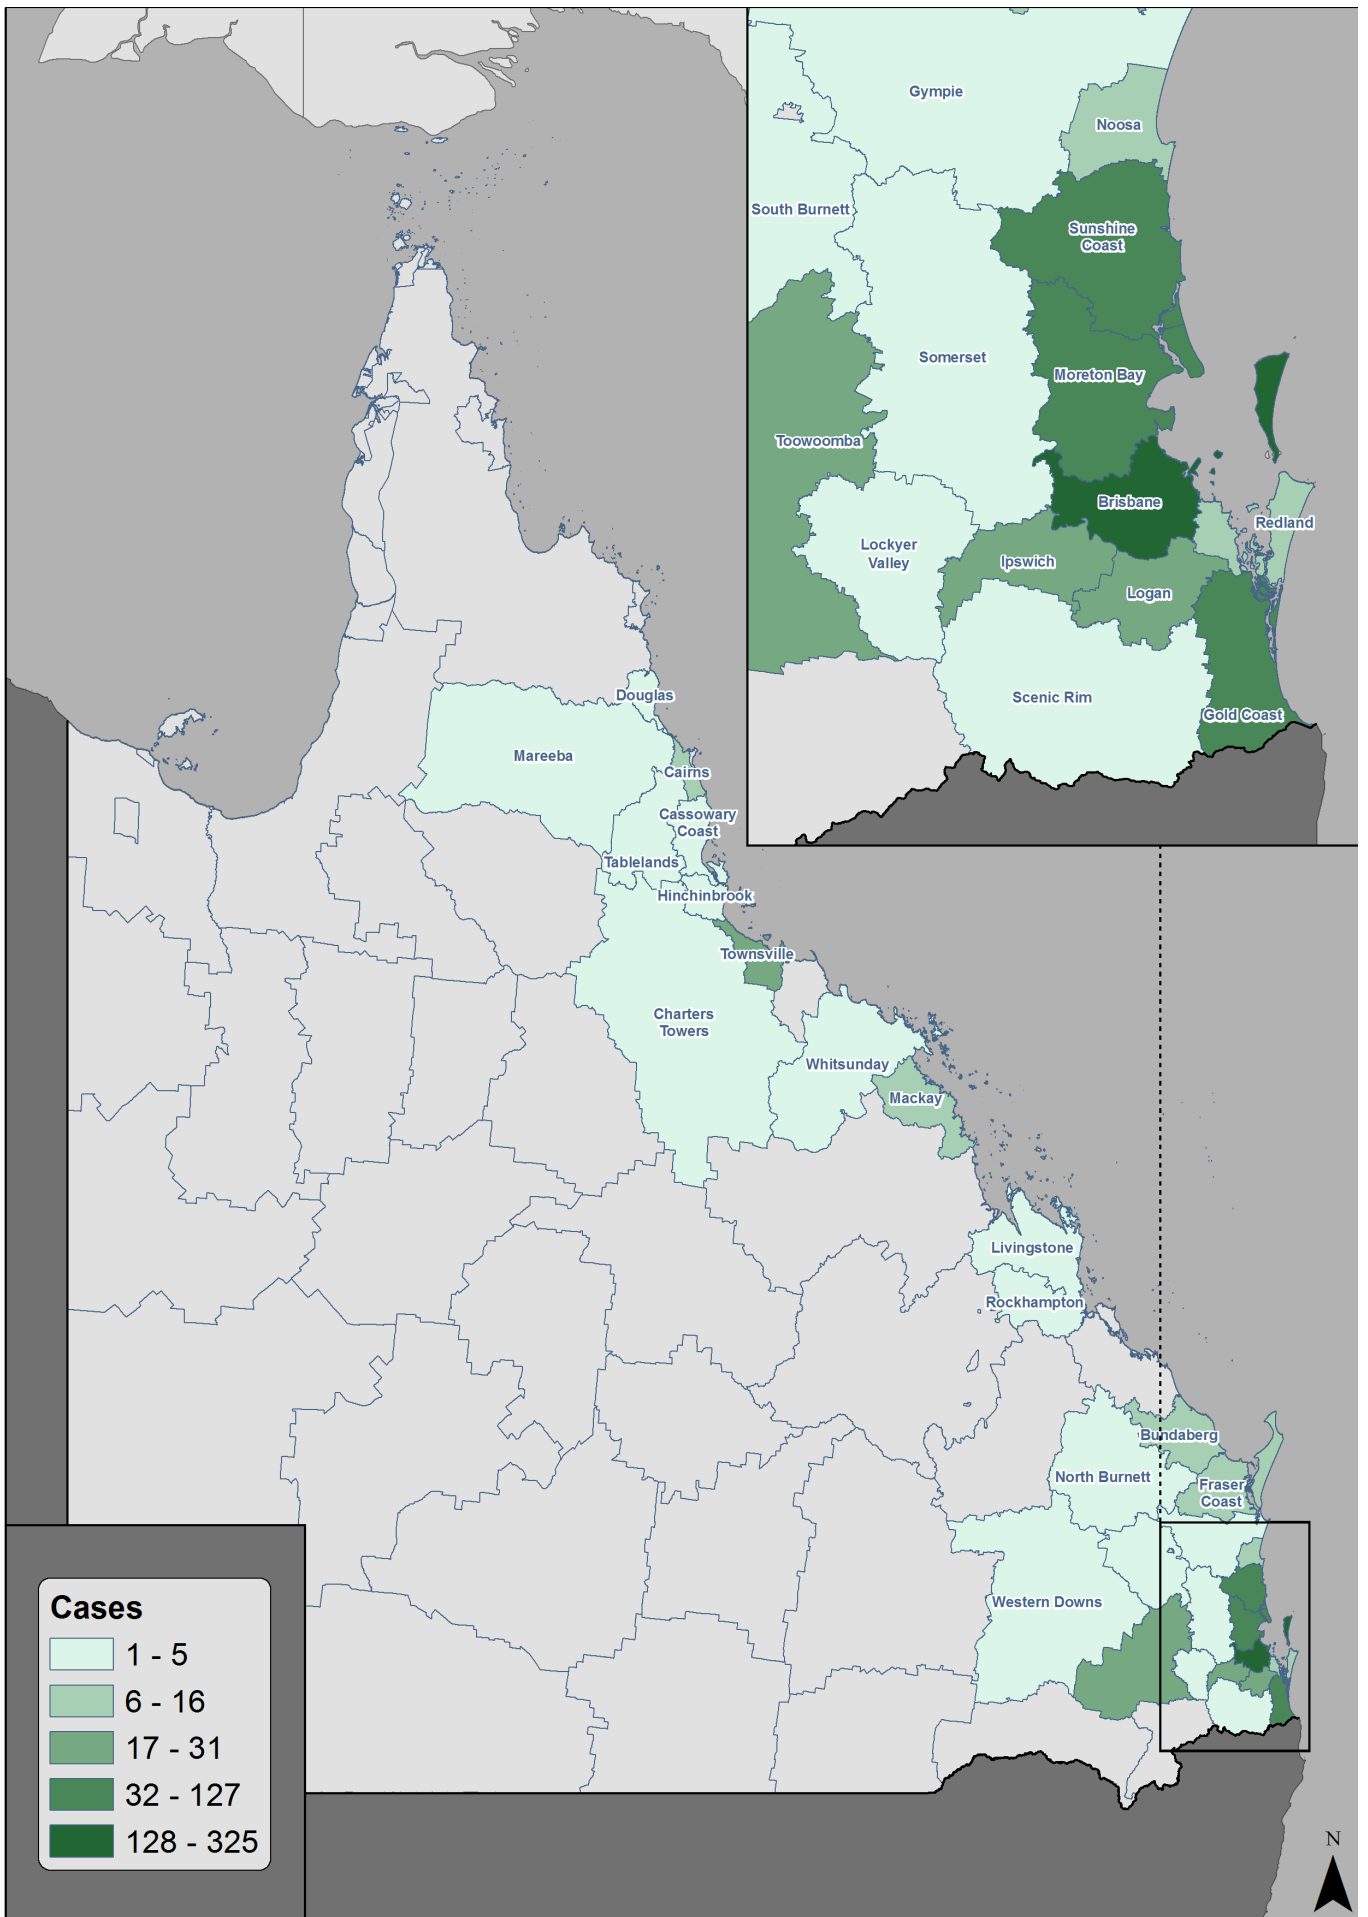 Gympie
Noosa
South Burnett
Sunshine
Coast
Somerset
Moreton Bay
Toowoomba
Brisbane
Redland
Lockyer
Valley
Ipswich
Logan
Scenic Rim
Gold Coast
Douglas
Mareeba
Cairns
Cassowary
Coast
Tablelands
Hinchinbrook
Townsville
Charters
Towers
Whitsunday
Mackay
Livingstone
Rockhampton
Bundaberg
North Burnett
Fraser
Coast
Western Downs
Cases
1 - 5
6 - 16
17 - 31
32 - 127
128 - 325
N